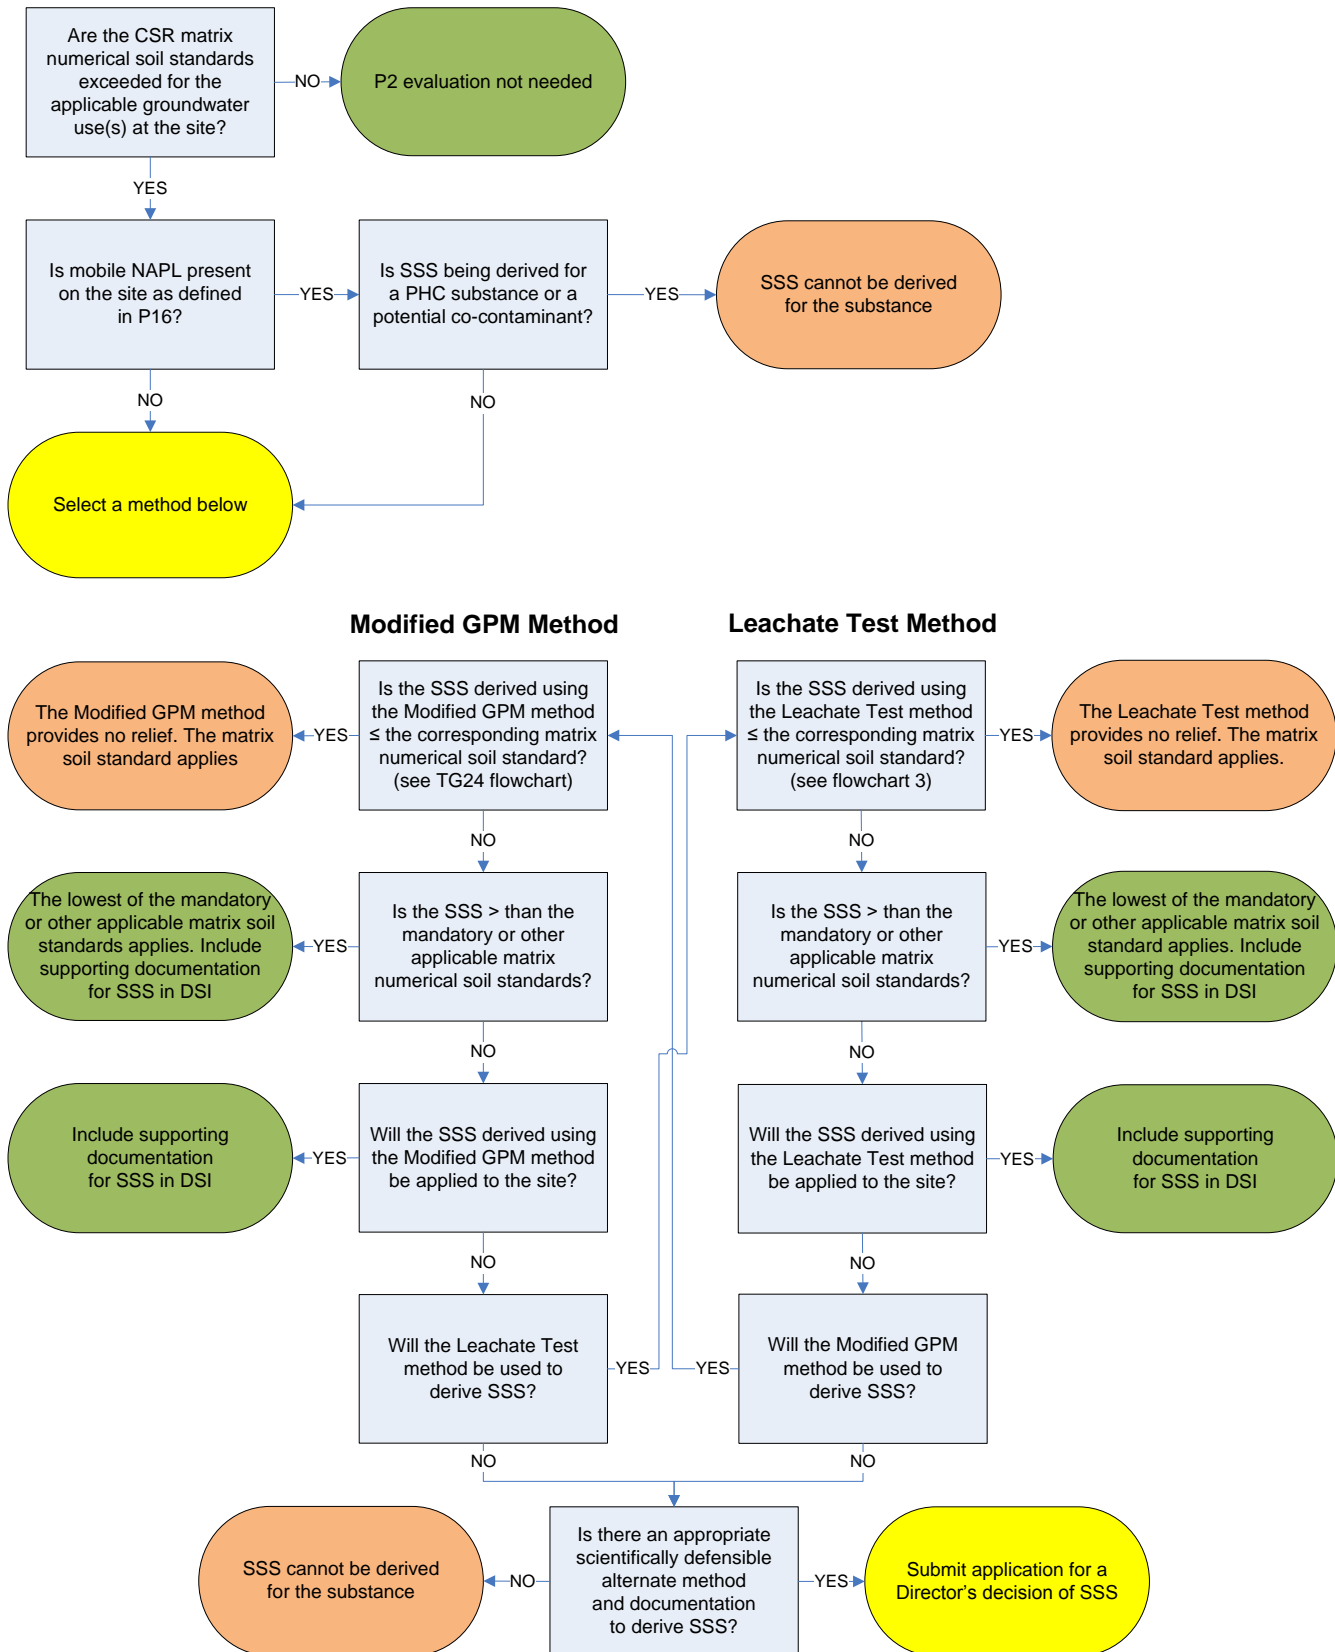 Are the CSR matrix
numerical soil standards
exceeded for the
applicable groundwater
use(s) at the site?
NO
P2 evaluation not needed
YES
Is mobile NAPL present
on the site as defined
in P16?
YES
Is SSS being derived for
a PHC substance or a
potential co-contaminant?
YES
SSS cannot be derived
for the substance
NO
NO
Select a method below
Modified GPM Method
Leachate Test Method
The Modified GPM method
provides no relief. The matrix
soil standard applies
YES
Is the SSS derived using
the Modified GPM method
≤ the corresponding matrix
numerical soil standard?
(see TG24 flowchart)
Is the SSS derived using
the Leachate Test method
≤ the corresponding matrix
numerical soil standard?
(see flowchart 3)
YES
The Leachate Test method
provides no relief. The matrix
soil standard applies.
NO
NO
The lowest of the mandatory
or other applicable matrix soil
standards applies. Include
supporting documentation
for SSS in DSI
YES
Is the SSS > than the
mandatory or other
applicable matrix
numerical soil standards?
Is the SSS > than the
mandatory or other
applicable matrix
numerical soil standards?
YES
The lowest of the mandatory
or other applicable matrix soil
standard applies. Include
supporting documentation
for SSS in DSI
NO
NO
Include supporting
documentation
for SSS in DSI
YES
Will the SSS derived using
the Modified GPM method
be applied to the site?
Will the SSS derived using
the Leachate Test method
be applied to the site?
YES
Include supporting
documentation
for SSS in DSI
NO
NO
Will the Leachate Test
method be used to
derive SSS?
YES
YES
Will the Modified GPM
method be used to
derive SSS?
NO
NO
SSS cannot be derived
for the substance
NO
Is there an appropriate
scientifically defensible
alternate method
and documentation
to derive SSS?
YES
Submit application for a
Director's decision of SSS